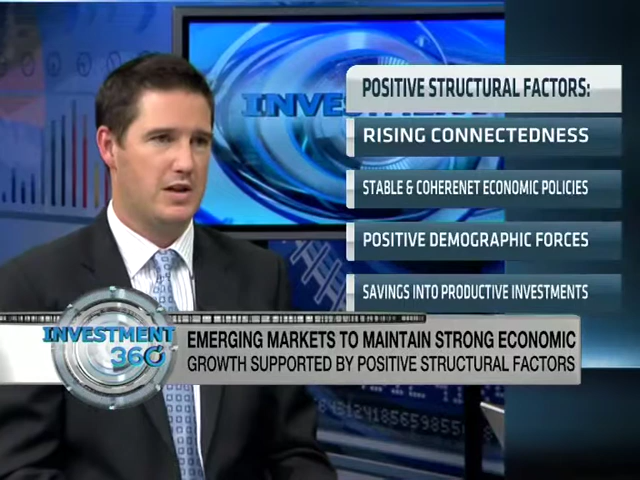 INVESTM
POSITIVE STRUCTURAL FACTORS:
RISING CONNECTEDNESS
STABLE & COHERENET ECONOMIC POLICIES
POSITIVE DEMOGRAPHIC FORCES
SAVINGS INTO PRODUCTIVE INVESTMENTS
INVESTMENT
360
EMERGING MARKETS TO MAINTAIN STRONG ECONOMIC
GROWTH SUPPORTED BY POSITIVE STRUCTURAL FACTORS